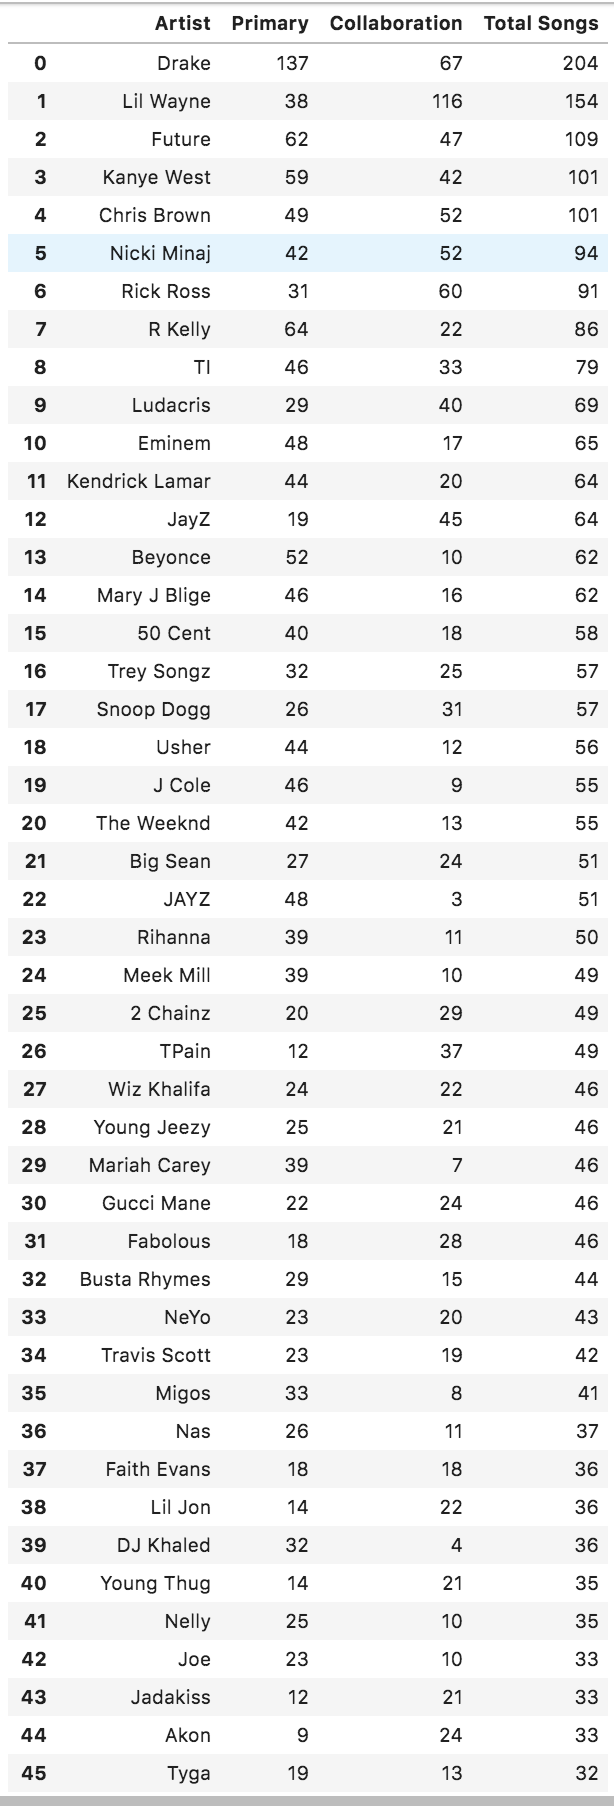 Artist Primary Collaboration Total Songs
0 Drake 137 67 204
1 Lil Wayne 38 116 154
2 Future 62 47 109
3 Kanye West 59 42 101
4 Chris Brown 49 52 101
5 Nicki Minaj 42 52 94
6 Rick Ross 31 60 91
7 R Kelly 64 22 86
8 TI 46 33 79
9 Ludacris 29 40 69
10 Eminem 48 17 65
11 Kendrick Lamar 44 20 64
12 JayZ 19 45 64
13 Beyonce 52 10 62
14 Mary J Blige 46 16 62
15 50 Cent 40 18 58
16 Trey Songz 32 25 57
17 Snoop Dogg 26 31 57
18 Usher 44 12 56
19 J Cole 46 9 55
20 The Weeknd 42 13 55
21 Big Sean 27 24 51
22 JAYZ 48 3 51
23 Rihanna 39 11 50
24 Meek Mill 39 10 49
25 2 Chainz 20 29 49
26 TPain 12 37 49
27 Wiz Khalifa 24 22 46
28 Young Jeezy 25 21 46
29 Mariah Carey 39 7 46
30 Gucci Mane 22 24 46
31 Fabolous 18 28 46
32 Busta Rhymes 29 15 44
33 NeYo 23 20 43
34 Travis Scott 23 19 42
35 Migos 33 8 41
36 Nas 26 11 37
37 Faith Evans 18 18 36
38 Lil Jon 14 22 36
39 DJ Khaled 32 4 36
40 Young Thug 14 21 35
41 Nelly 25 10 35
42 Joe 23 10 33
43 Jadakiss 12 21 33
44 Akon 9 24 33
45 Tyga 19 13 32